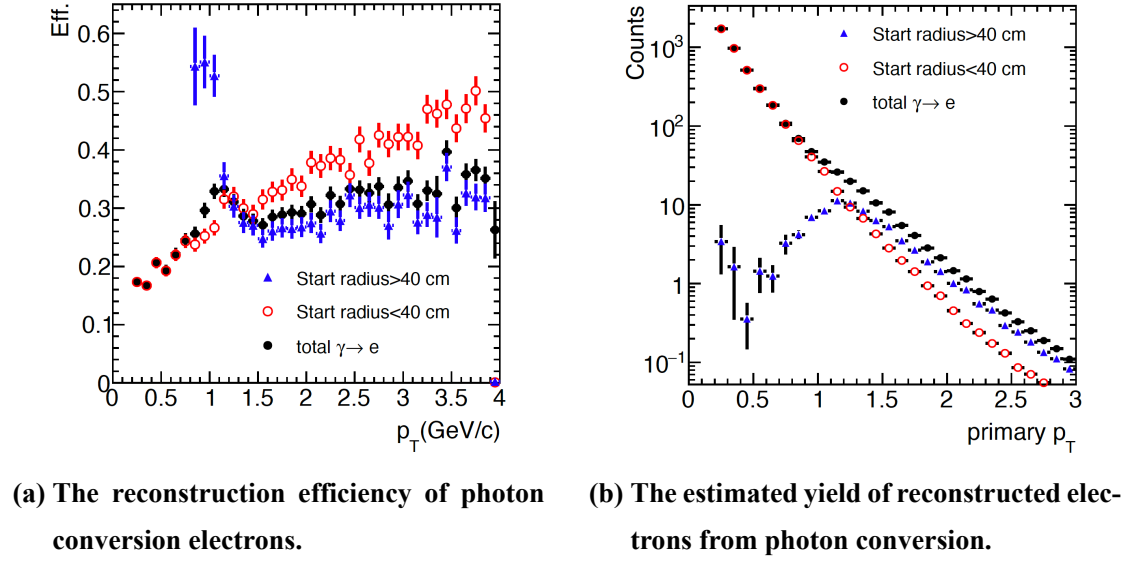 Eff.
0.6
0.5
0.4
0.3
0.2
0.1
0
Start radius>40 cm
Start radius<40 cm
total γ→ e
0 0.5 1 1.5 2 2.5 3 3.5 4
p_T(GeV/c)
Counts
10^3
10^2
10
1
10^−1
Start radius>40 cm
Start radius<40 cm
total γ→ e
0 0.5 1 1.5 2 2.5 3
primary p_T
(a) The reconstruction efficiency of photon
conversion electrons.
(b) The estimated yield of reconstructed elec-
trons from photon conversion.